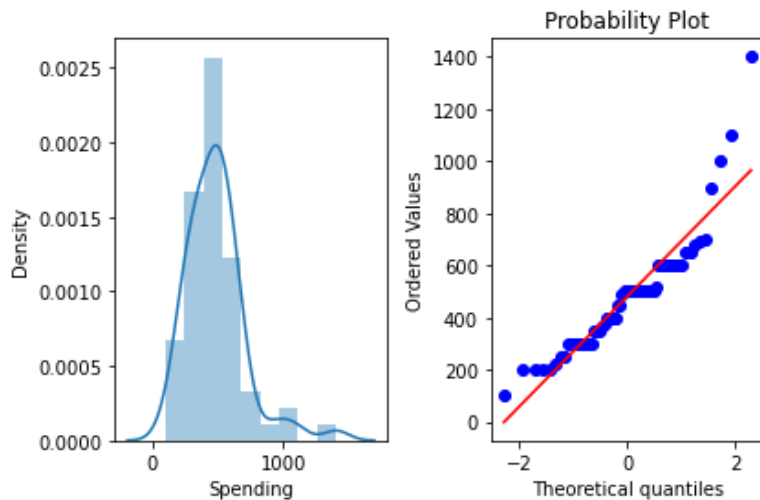 0.0025
0.0020
0.0015
0.0010
0.0005
0.0000
Density
0 1000
Spending
Probability Plot
1400
1200
1000
800
600
400
200
0
Ordered Values
−2 0 2
Theoretical quantiles